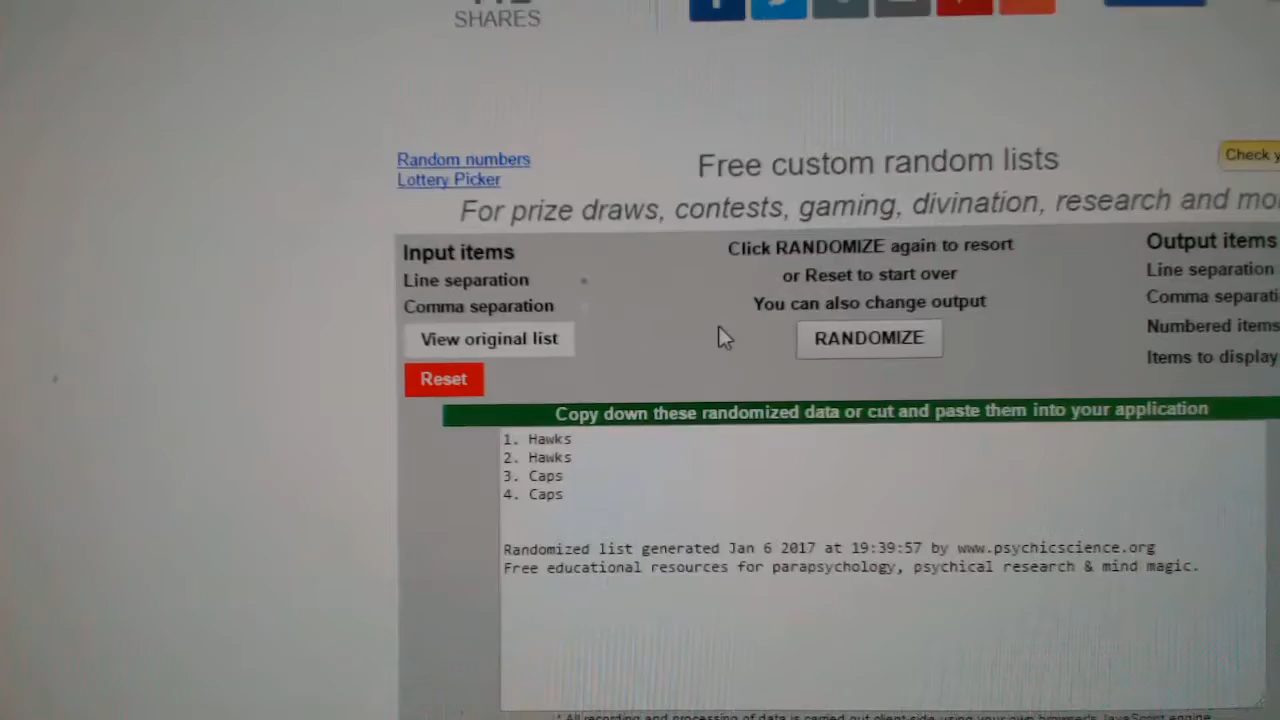 SHARES
Random numbers
Lottery Picker
Free custom random lists
Check
For prize draws, contests, gaming, divination, research and
Input items
Line separation
Comma separation
View original list
Reset
Click RANDOMIZE again to resort
or Reset to start over
You can also change output
RANDOMIZE
Output items
Line separation
Comma
Numbered items
Items to display
Copy down these randomized data or cut and paste them into your application
1. Hawks
2. Hawks
3. Caps
4. Caps
Randomized list generated Jan 6 2017 at 19:39:57 by www.psychicscience.org
Free educational resources for parapsychology, psychical research & mind magic.